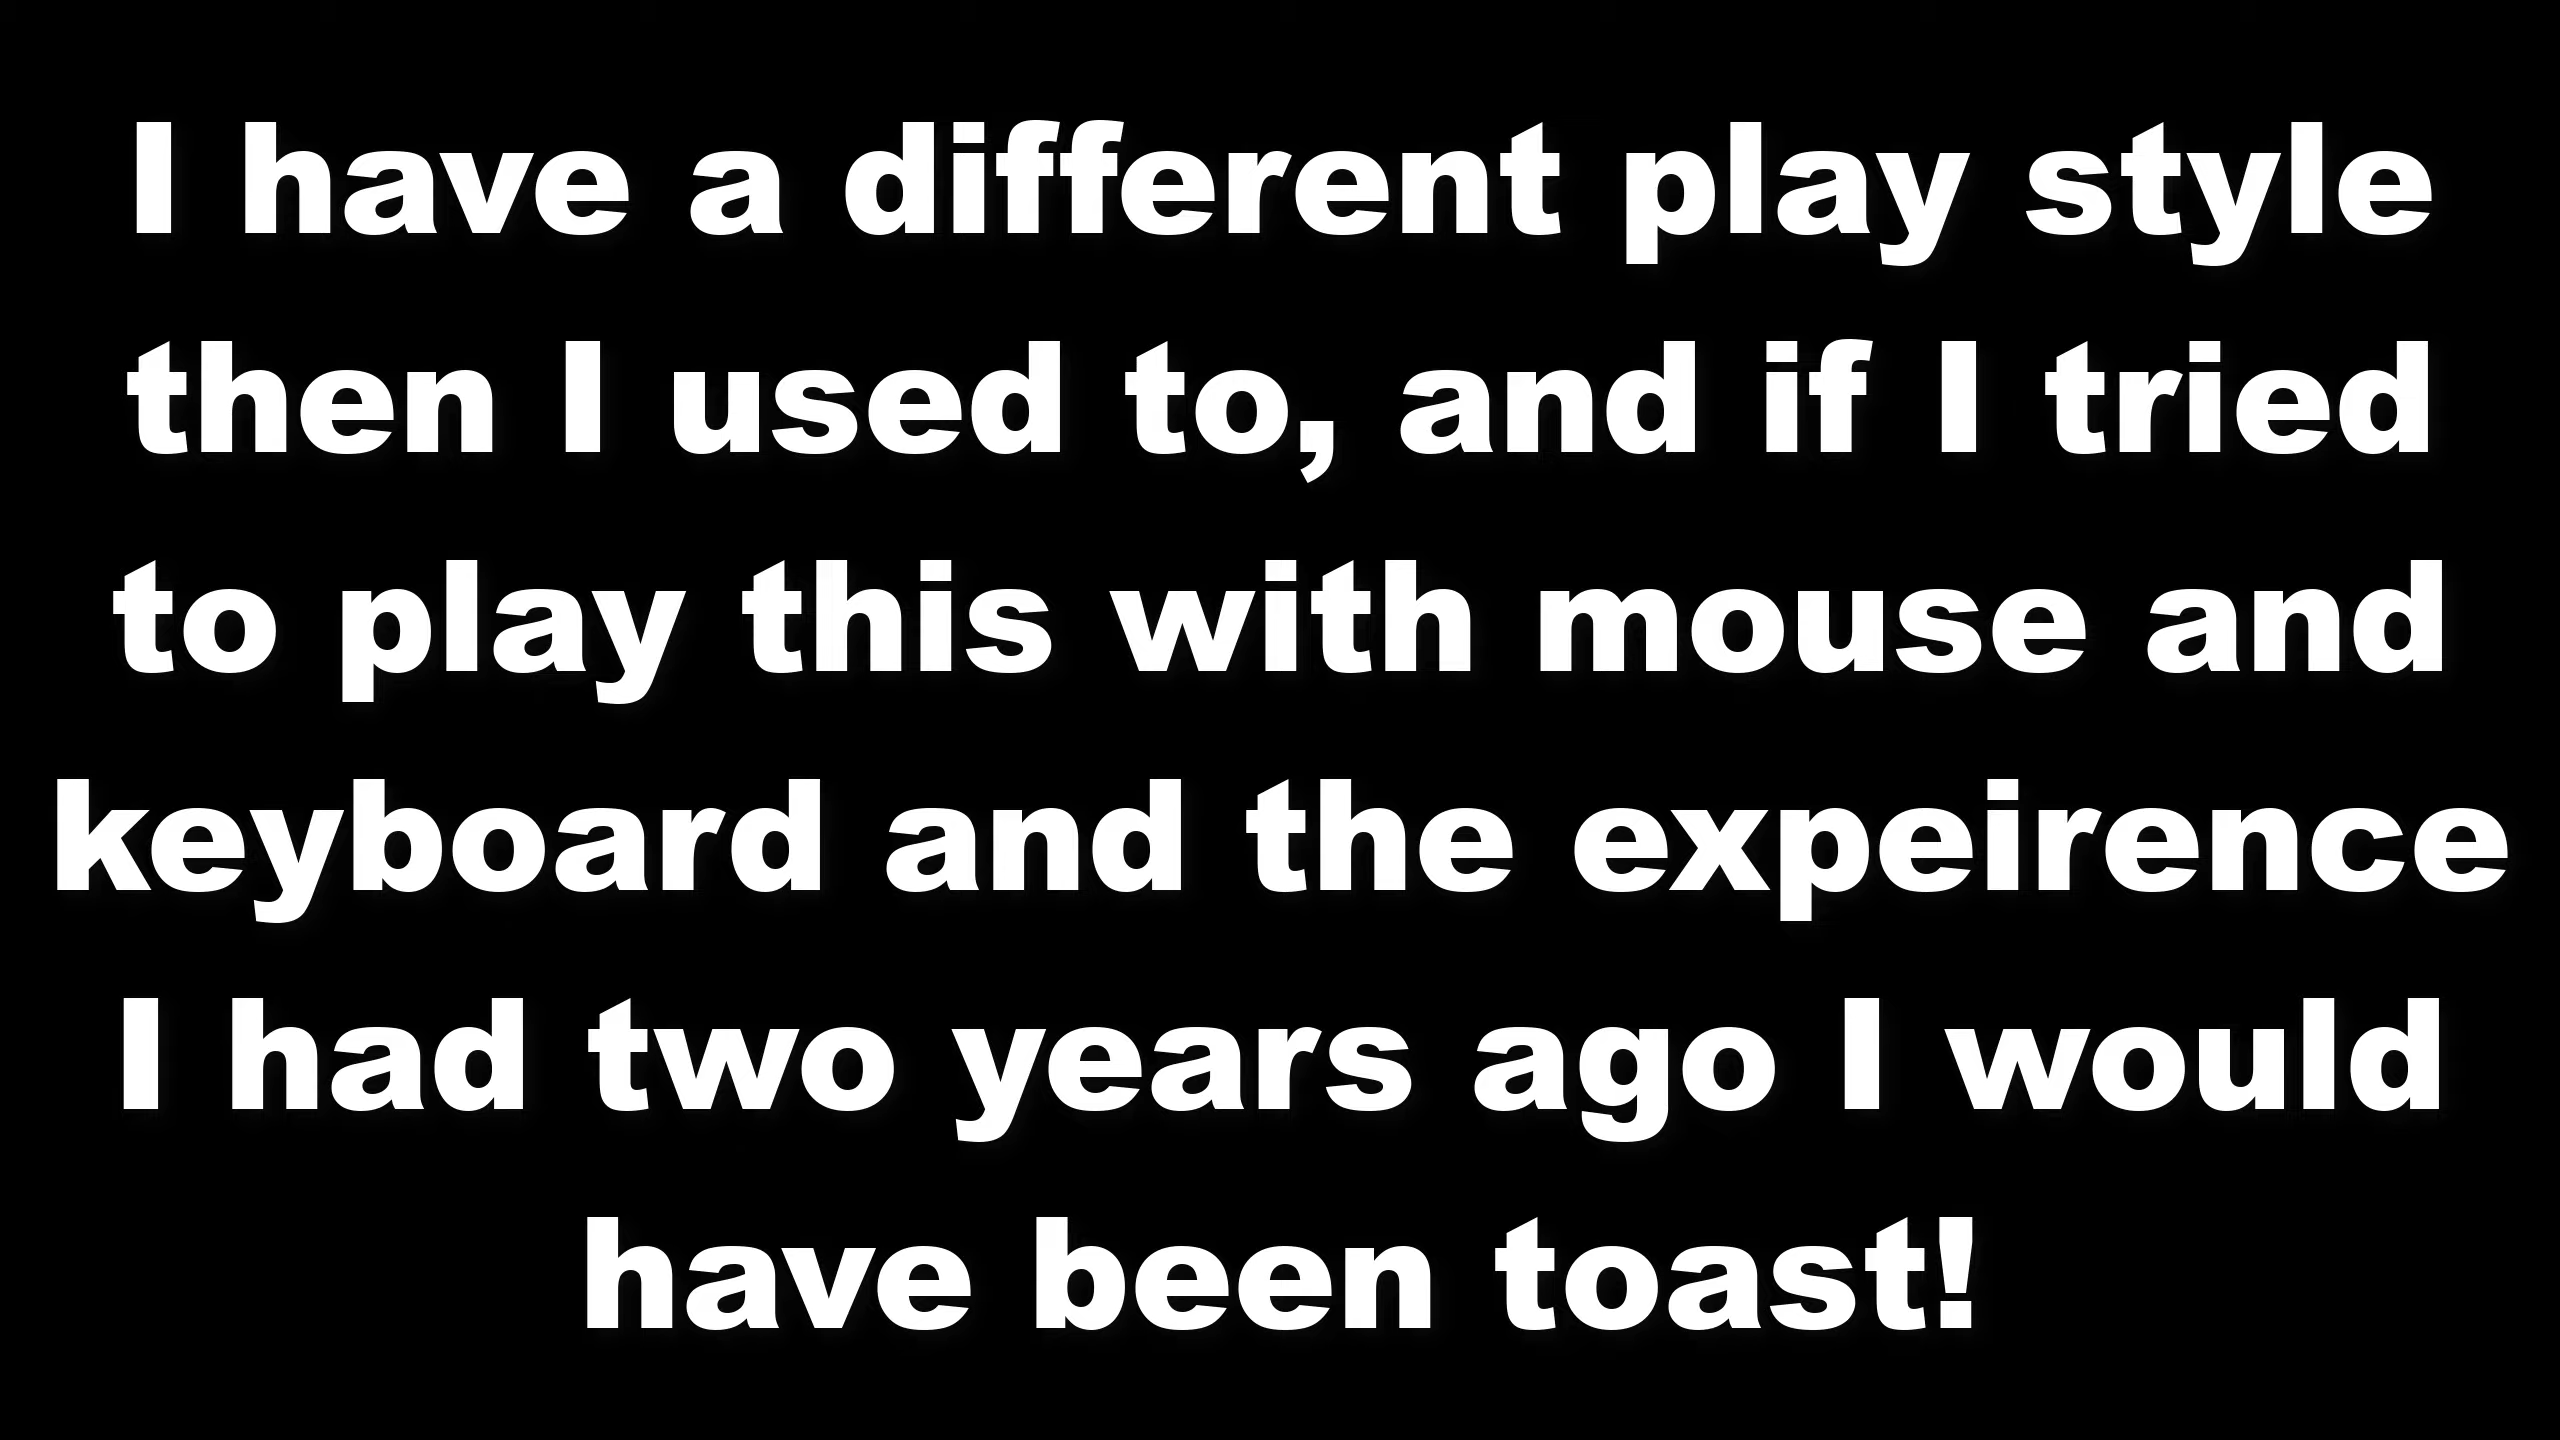 I have a different play style
then I used to, and if I tried
to play this with mouse and
keyboard and the expeirence
I had two years ago I would
have been toast!